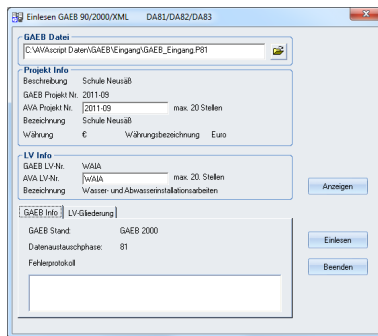 Einlesen GAEB 90/2000/XML DA81/DA82/DA83
GAEB Datei
C:\AVAscript Daten\GAEB\Eingang\GAEB_Eingang.P81
Projekt Info
Beschreibung Schule Neusäß
GAEB Projekt Nr. 2011-09
AVA Projekt Nr. 2011-09 max. 20 Stellen
Bezeichnung Schule Neusäß
Währung € Währungsbezeichnung Euro
LV Info
GAEB LV-Nr. WAIA
AVA LV-Nr. WAIA max. 20. Stellen
Bezeichnung Wasser- und Abwasserinstallationsarbeiten
Anzeigen
GAEB Info LV-Gliederung
GAEB Stand: GAEB 2000
Datenaustauschphase: 81
Fehlerprotokoll
Einlesen
Beenden